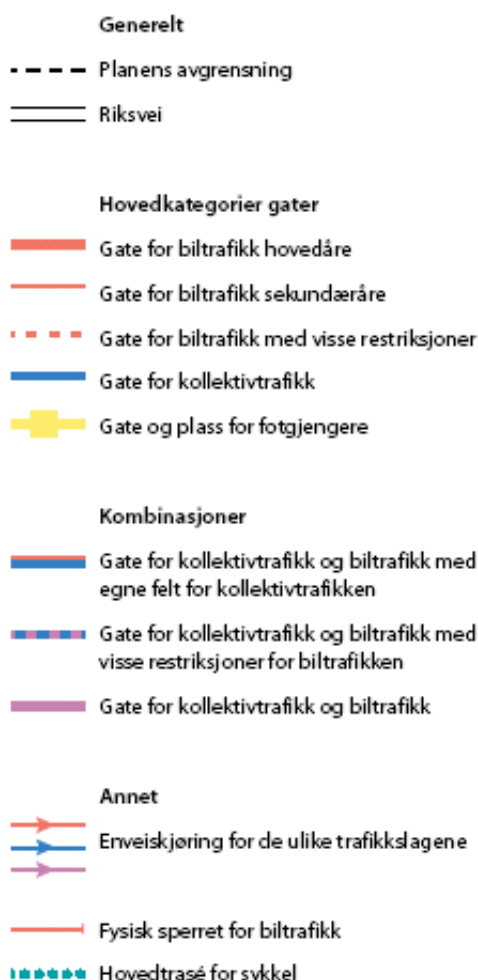 Generelt
Planens avgrensning
Riksvei
Hovedkategorier gater
Gate for biltrafikk hovedåre
Gate for biltrafikk sekundæråre
Gate for biltrafikk med visse restriksjoner
Gate for kollektivtrafikk
Gate og plass for fotgjengere
Kombinasjoner
Gate for kollektivtrafikk og biltrafikk med
egne felt for kollektivtrafikken
Gate for kollektivtrafikk og biltrafikk med
visse restriksjoner for biltrafikken
Gate for kollektivtrafikk og biltrafikk
Annet
Enveiskjøring for de ulike trafikkslagene
Fysisk sperret for biltrafikk
Hovedtrasé for sykkel